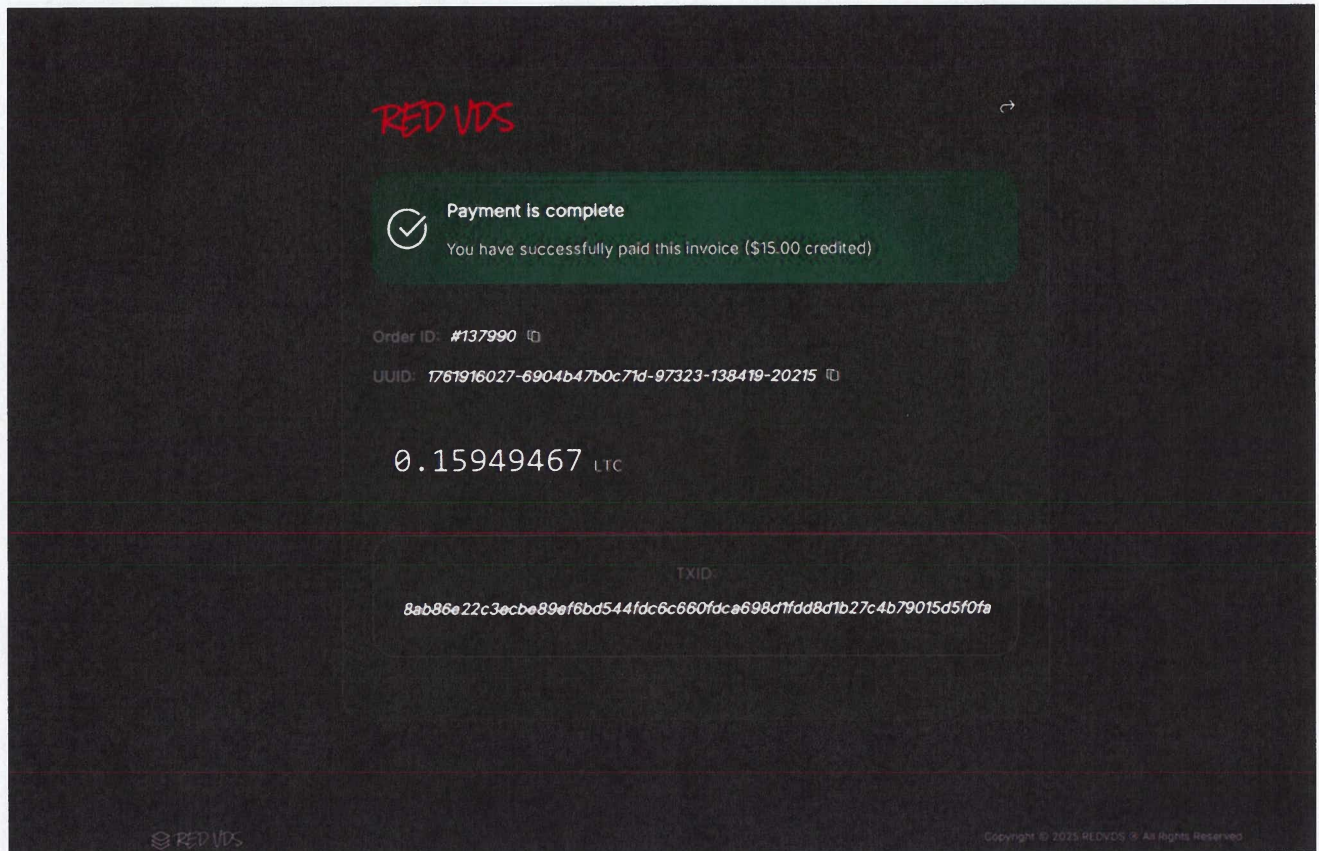 RED VDS
Payment is complete
You have successfully paid this invoice ($15.00 credited)
Order ID: #137990
UUID: 1761916027-6904b47b0c71d-97323-138419-20215
0.15949467 LTC
TXID:
8ab86e22c3ecbe89ef6bd544fdc6c660fdca698d1fdd8d1b27c4b79015d5f0fa
RED VDS
Copyright © 2025 REDVDS ® All Rights Reserved